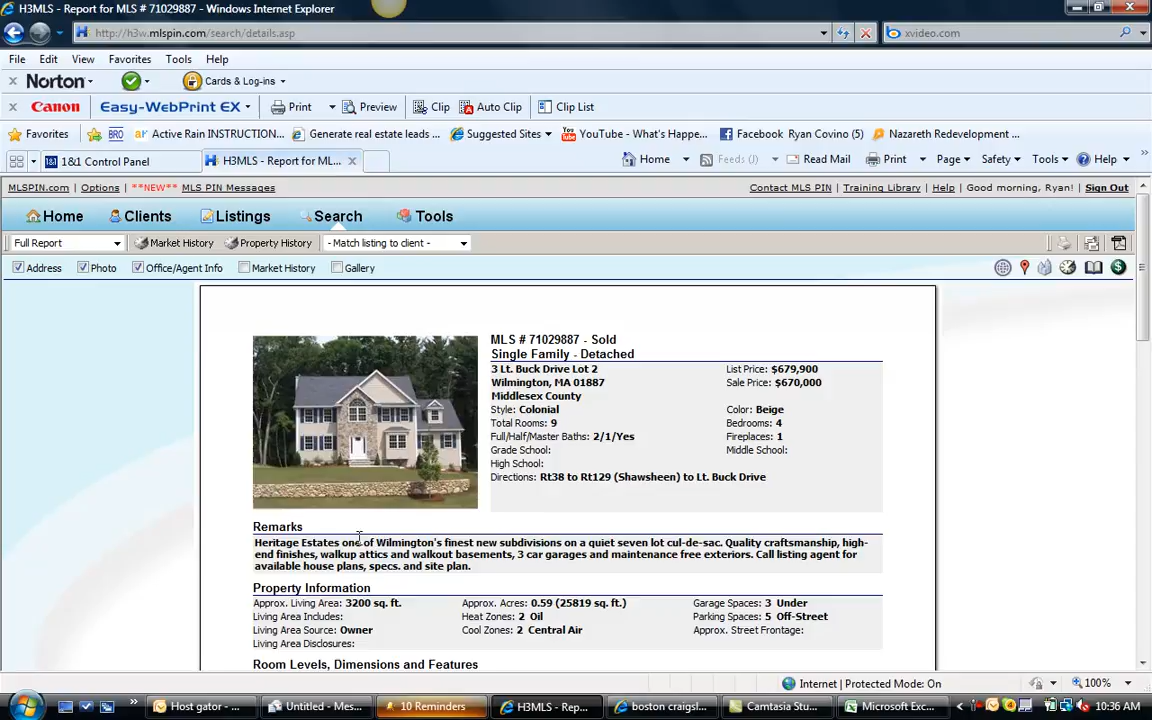 H3MLS - Report for MLS # 71029887 - Windows Internet Explorer
http://h3w.mlspin.com/search/details.asp
xvideo.com
File Edit View Favorites Tools Help
Norton Cards & Log-ins
Canon Easy-WebPrint EX Print Preview Clip Auto Clip Clip List
Favorites BRO Active Rain INSTRUCTION... Generate real estate leads ... Suggested Sites YouTube - What's Happe... Facebook Ryan Covino (5) Nazareth Redevelopment ...
1&1 Control Panel H3MLS - Report for ML... Home Feeds (J) Read Mail Print Page Safety Tools Help
MLSPIN.com | Options | **NEW** MLS PIN Messages Contact MLS PIN | Training Library | Help | Good morning, Ryan! | Sign Out
Home Clients Listings Search Tools
Full Report Market History Property History - Match listing to client -
Address Photo Office/Agent Info Market History Gallery
MLS # 71029887 - Sold
Single Family - Detached
3 Lt. Buck Drive Lot 2 List Price: $679,900
Wilmington, MA 01887 Sale Price: $670,000
Middlesex County
Style: Colonial Color: Beige
Total Rooms: 9 Bedrooms: 4
Full/Half/Master Baths: 2/1/Yes Fireplaces: 1
Grade School: Middle School:
High School:
Directions: Rt38 to Rt129 (Shawsheen) to Lt. Buck Drive
Remarks
Heritage Estates one of Wilmington's finest new subdivisions on a quiet seven lot cul-de-sac. Quality craftsmanship, high-
end finishes, walkup attics and walkout basements, 3 car garages and maintenance free exteriors. Call listing agent for
available house plans, specs. and site plan.
Property Information
Approx. Living Area: 3200 sq. ft. Approx. Acres: 0.59 (25819 sq. ft.) Garage Spaces: 3 Under
Living Area Includes: Heat Zones: 2 Oil Parking Spaces: 5 Off-Street
Living Area Source: Owner Cool Zones: 2 Central Air Approx. Street Frontage:
Living Area Disclosures:
Room Levels, Dimensions and Features
Internet | Protected Mode: On 100%
Host gator - ... Untitled - Mes... 10 Reminders H3MLS - Rep... boston craigsl... Camtasia Stu... Microsoft Exc... 10:36 AM